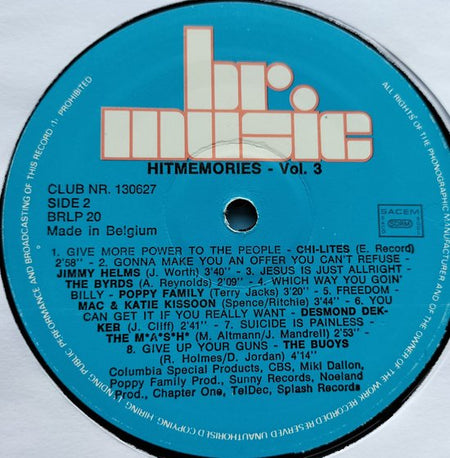 br.
music
HITMEMORIES - Vol. 3
CLUB NR. 130627
SIDE 2
BRLP 20
Made in Belgium
SACEM
1. GIVE MORE POWER TO THE PEOPLE - CHI-LITES (E. Record)
2'58" - 2. GONNA MAKE YOU AN OFFER YOU CAN'T REFUSE -
JIMMY HELMS (J. Worth) 3'40" - 3. JESUS IS JUST ALLRIGHT -
THE BYRDS (A. Reynolds) 2'09" - 4. WHICH WAY YOU GOIN'
BILLY - POPPY FAMILY (Terry Jacks) 3'20" - 5. FREEDOM -
MAC & KATIE KISSOON (Spence/Ritchie) 3'44" - 6. YOU
CAN GET IT IF YOU REALLY WANT - DESMOND DEK-
KER (J. Cliff) 2'41" - 7. SUICIDE IS PAINLESS -
THE M*A*S*H* (M. Altmann/J. Mandrell) 2'53" -
8. GIVE UP YOUR GUNS - THE BUOYS
(R. Holmes/D. Jordan) 4'14"
Columbia Special Products, CBS, Miki Dallon,
Poppy Family Prod., Sunny Records, Noeland
Prod., Chapter One, TelDec, Splash Records
ALL RIGHTS OF THE PHONOGRAPHIC MANUFACTURER AND OF THE OWNER OF THE WORK RECORDED RESERVED UNAUTHORISED COPYING HIRING LENDING PUBLIC PERFORMANCE AND BROADCASTING OF THIS RECORD PROHIBITED